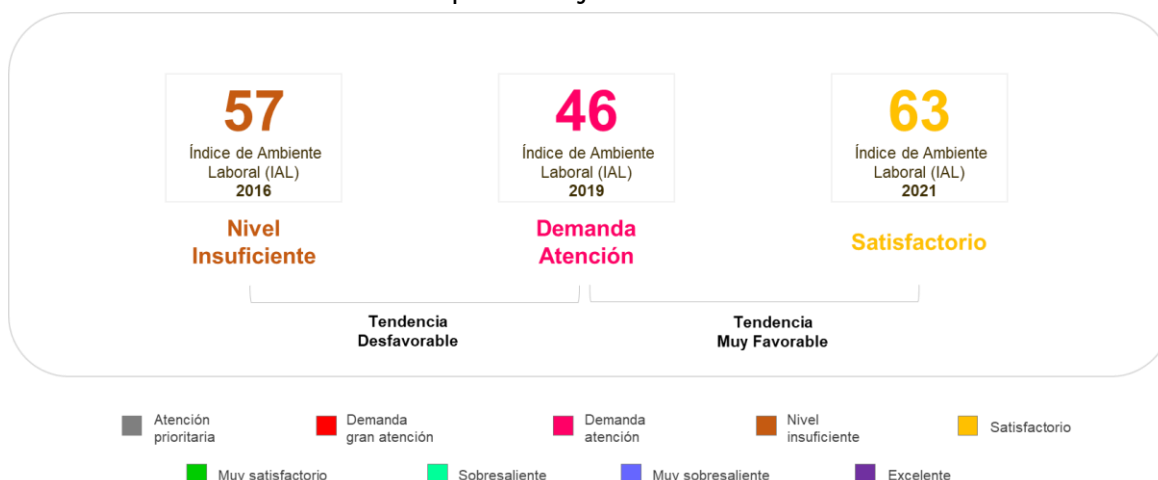 57
Índice de Ambiente
Laboral (IAL)
2016
46
Índice de Ambiente
Laboral (IAL)
2019
63
Índice de Ambiente
Laboral (IAL)
2021
Nivel
Insuficiente
Demanda
Atención
Satisfactorio
Tendencia
Desfavorable
Tendencia
Muy Favorable
Atención
prioritaria
Demanda
gran atención
Demanda
atención
Nivel
insuficiente
Satisfactorio
Muy satisfactorio
Sobresaliente
Muy sobresaliente
Excelente